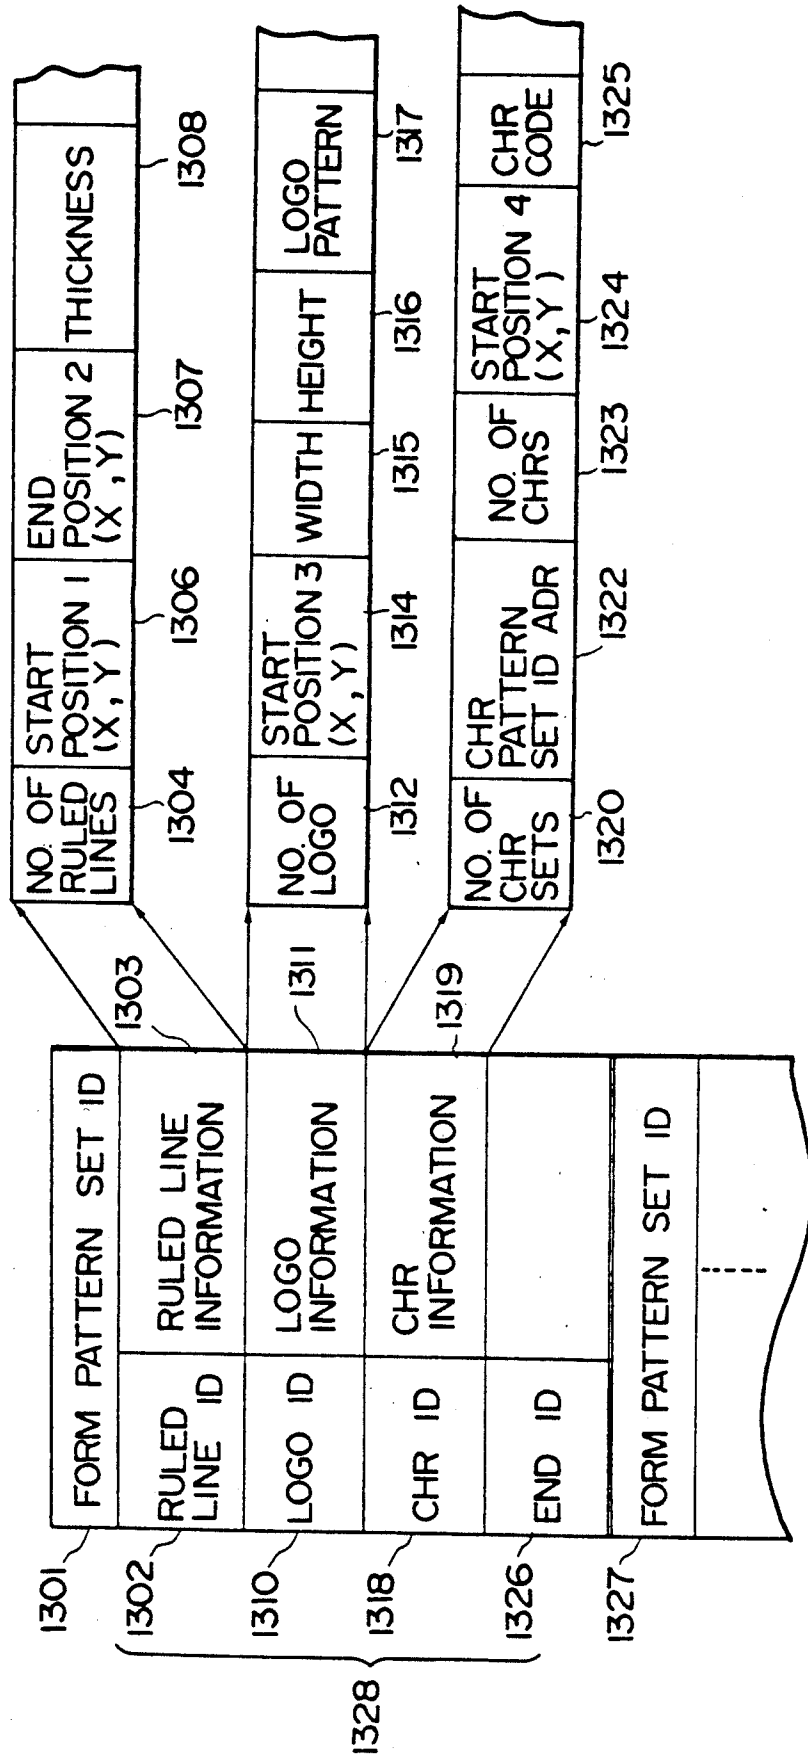 1301
FORM PATTERN SET ID
1302
RULED
LINE ID
RULED LINE
INFORMATION
1303
1310
LOGO ID
LOGO
INFORMATION
1311
1318
CHR ID
CHR
INFORMATION
1319
1326
END ID
1328
1327
FORM PATTERN SET ID
NO. OF
RULED
LINES
1304
START
POSITION 1
(X, Y)
1306
END
POSITION 2
(X, Y)
1307
THICKNESS
1308
NO. OF
LOGO
1312
START
POSITION 3
(X, Y)
1314
WIDTH
1315
HEIGHT
1316
LOGO
PATTERN
1317
NO. OF
CHR
SETS
1320
CHR
PATTERN
SET ID ADR
1322
NO. OF
CHRS
1323
START
POSITION 4
(X, Y)
1324
CHR
CODE
1325